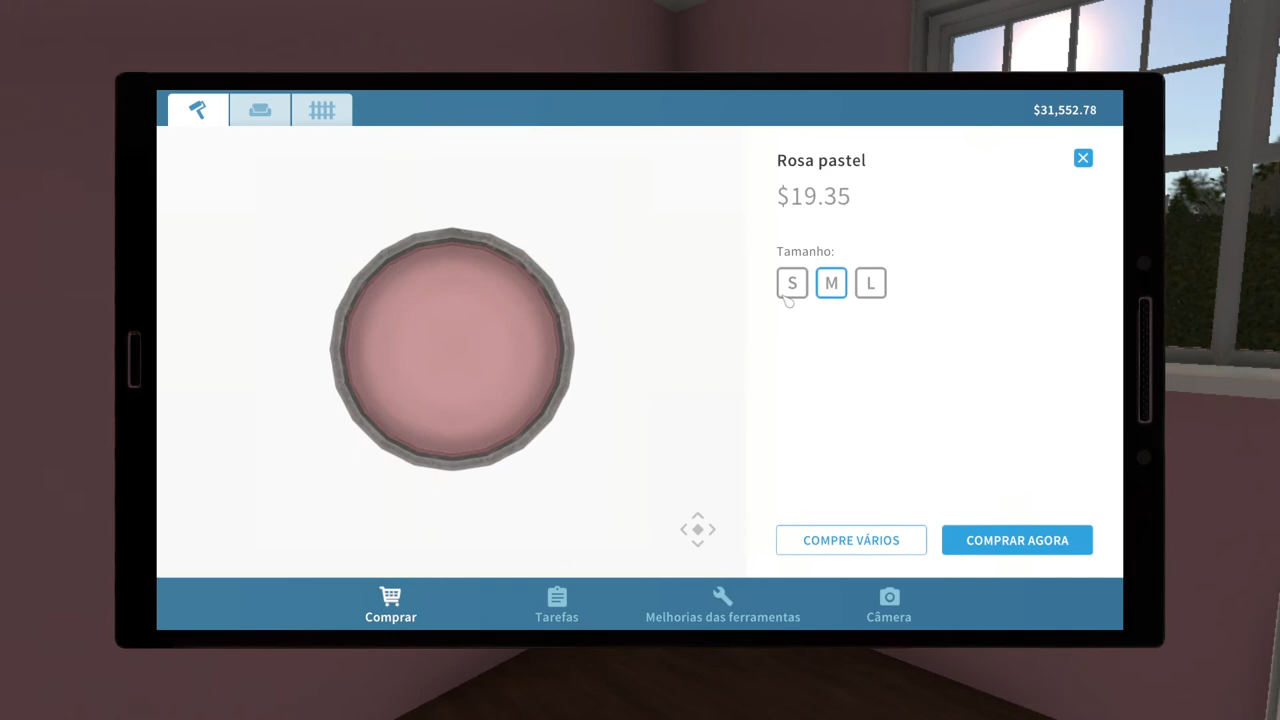 $31,552.78
Rosa pastel
$19.35
Tamanho:
S M L
COMPRE VÁRIOS COMPRAR AGORA
Comprar Tarefas Melhorias das ferramentas Câmera